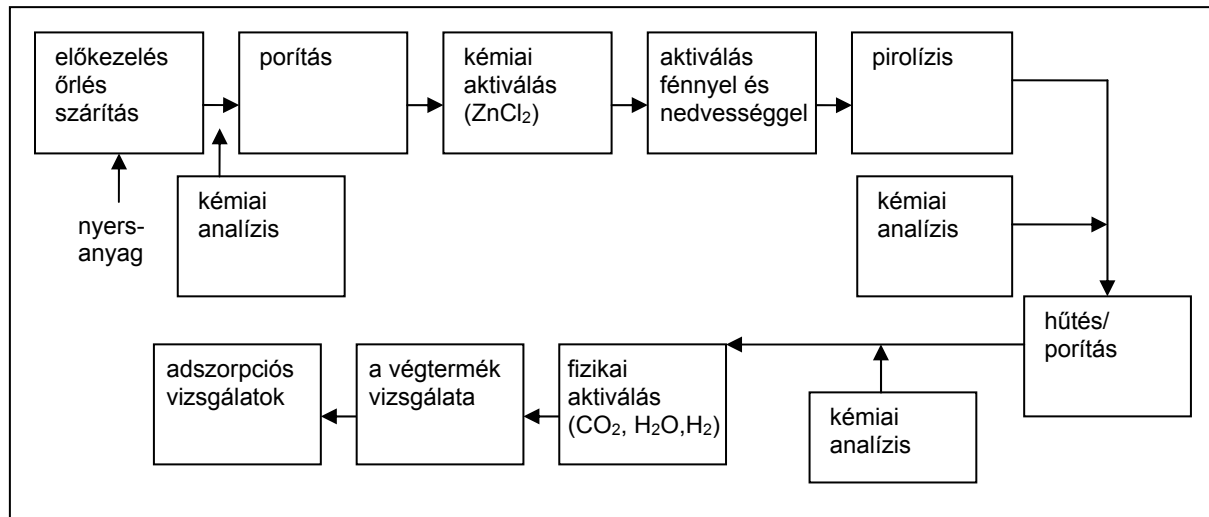 előkezelés
őrlés
szárítás
porítás
kémiai
aktiválás
(ZnCl₂)
aktiválás
fénnyel és
nedvességgel
pirolízis
nyers-
anyag
kémiai
analízis
kémiai
analízis
hűtés/
porítás
adszorpciós
vizsgálatok
a végtermék
vizsgálata
fizikai
aktiválás
(CO₂, H₂O,H₂)
kémiai
analízis